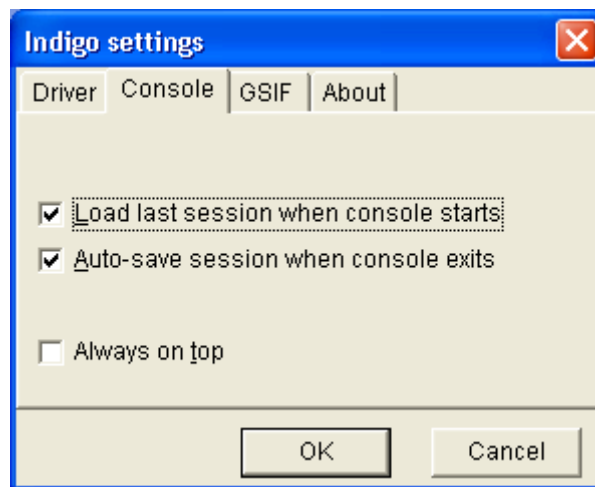 Indigo settings
Driver Console GSIF About
Load last session when console starts
Auto-save session when console exits
Always on top
OK Cancel